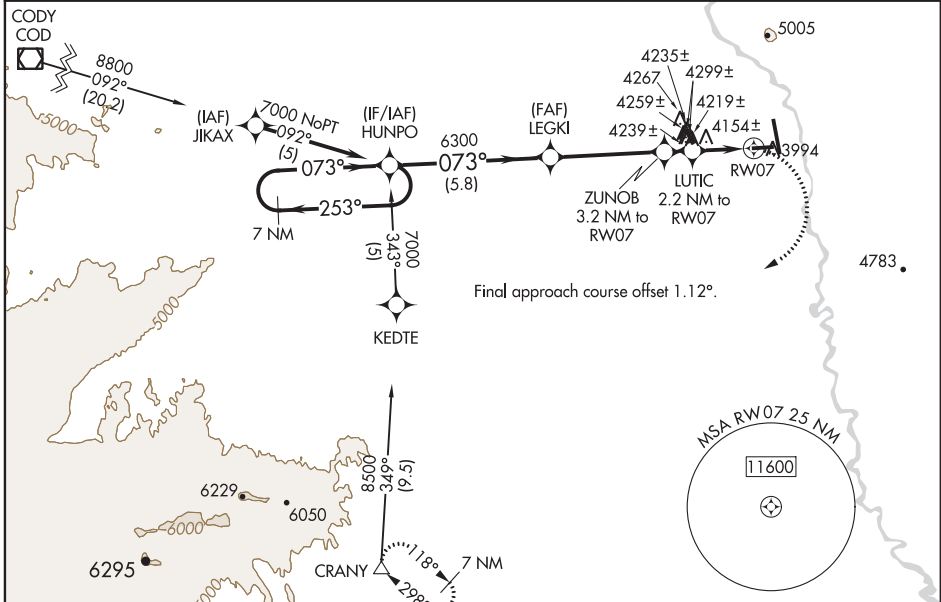 CODY
COD
8800
092°
(20.2)
5000
(IAF)
JIKAX
7000 NoPT
092°
(5)
(IF/IAF)
HUNPO
073°
253°
7 NM
6300
073°
(5.8)
(FAF)
LEGKI
4235±
4267
4299±
4259±
4219±
4239±
4154±
5005
3994
RW07
ZUNOB
3.2 NM to
RW07
LUTIC
2.2 NM to
RW07
7000
343°
(5)
KEDTE
4783
Final approach course offset 1.12°.
5000
8500
349°
(9.5)
6229
6050
6000
6295
CRANY
118°
298°
7 NM
MSA RW07 25 NM
11600